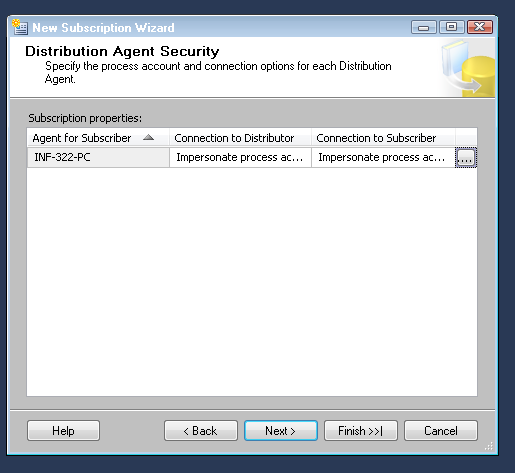 New Subscription Wizard
Distribution Agent Security
Specify the process account and connection options for each Distribution
Agent.
Subscription properties:
Agent for Subscriber Connection to Distributor Connection to Subscriber
INF-322-PC Impersonate process ac... Impersonate process ac... ...
Help < Back Next > Finish >>| Cancel